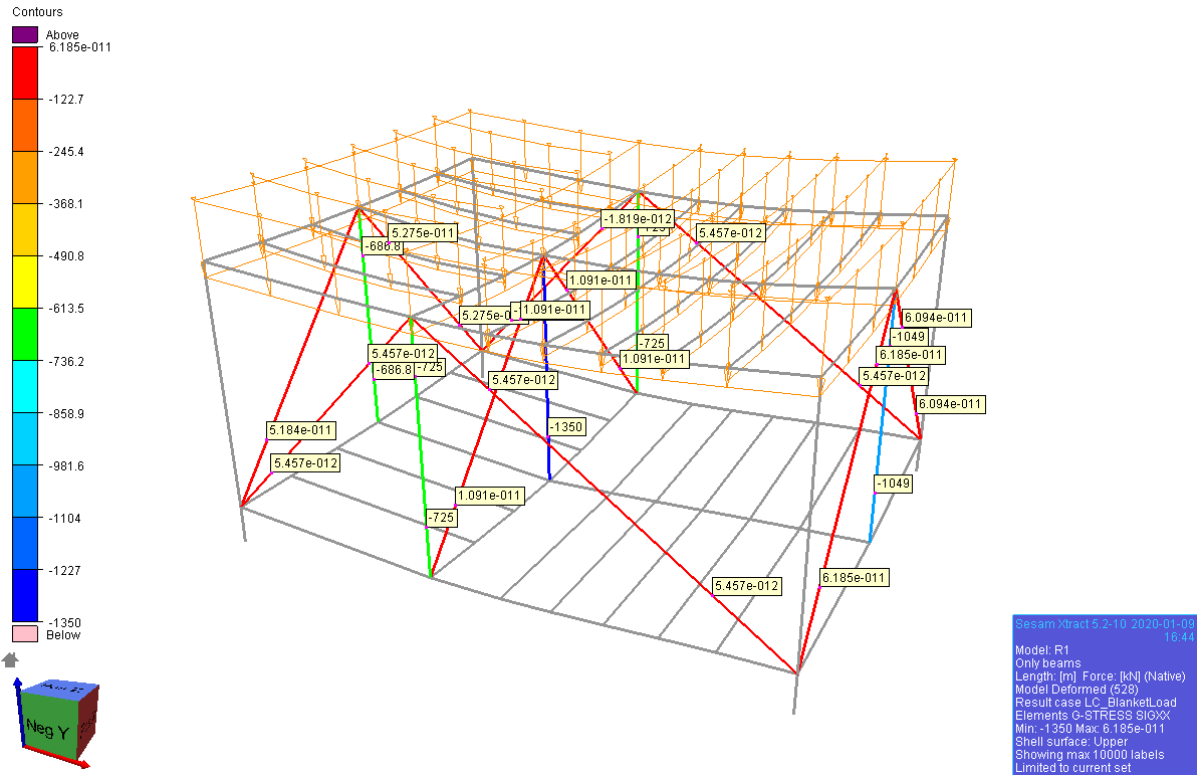 Contours
Above
6.185e-011
-122.7
-245.4
-368.1
-490.8
-613.5
-736.2
-858.9
-981.6
-1104
-1227
-1350
Below
-1.819e-012
5.275e-011
-686.8
5.457e-012
1.091e-011
1.091e-011
6.094e-011
-1049
-725
1.091e-011
6.185e-011
5.457e-012
-686.8
-725
5.457e-012
5.457e-012
6.094e-011
5.184e-011
-1350
5.457e-012
-1049
1.091e-011
-725
6.185e-011
5.457e-012
Neg Y
Sesam Xtract 5.2-10 2020-01-09
16:44
Model: R1
Only beams
Length: [m] Force: [kN] (Native)
Model Deformed (528)
Result case LC_BlanketLoad
Elements G-STRESS SIGXX
Min: -1350 Max: 6.185e-011
Shell surface: Upper
Showing max 10000 labels
Limited to current set